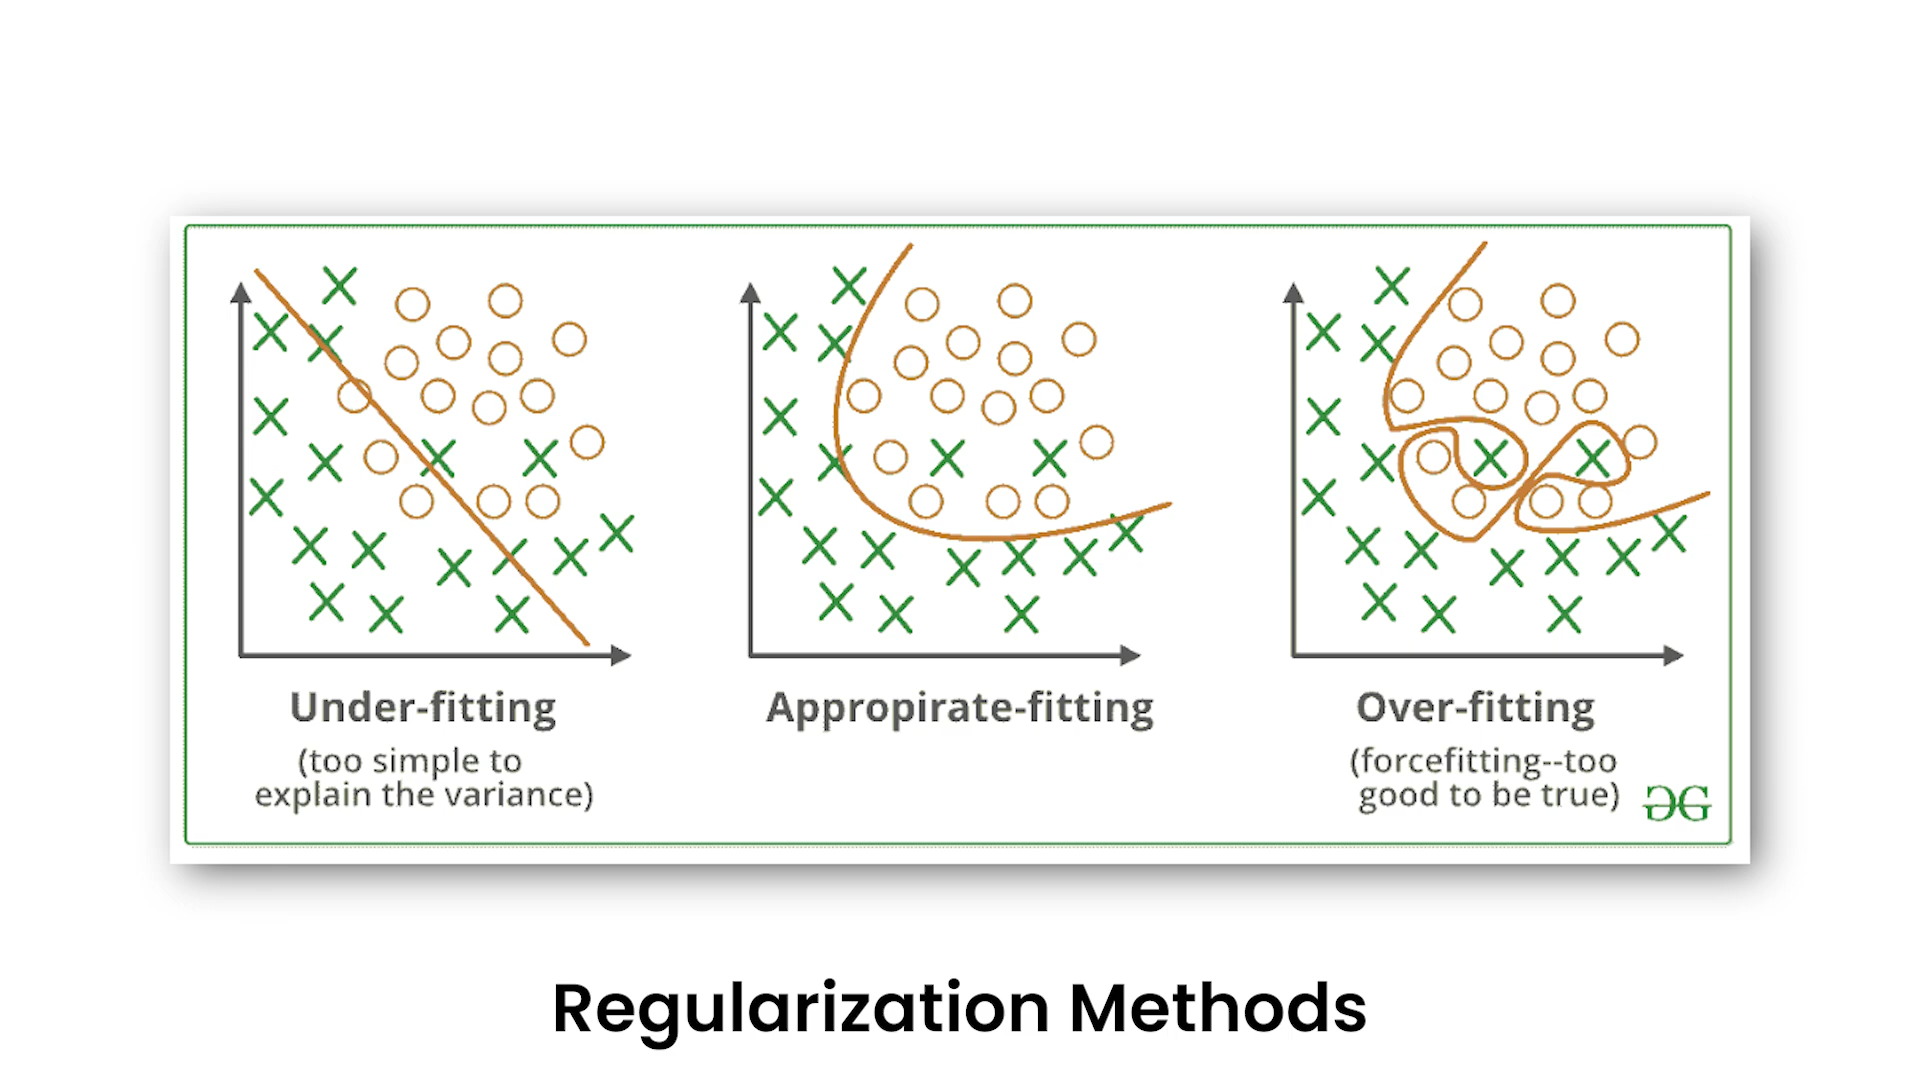 Under-fitting
(too simple to
explain the variance)
Appropirate-fitting
Over-fitting
(forcefitting--too
good to be true)
Regularization Methods